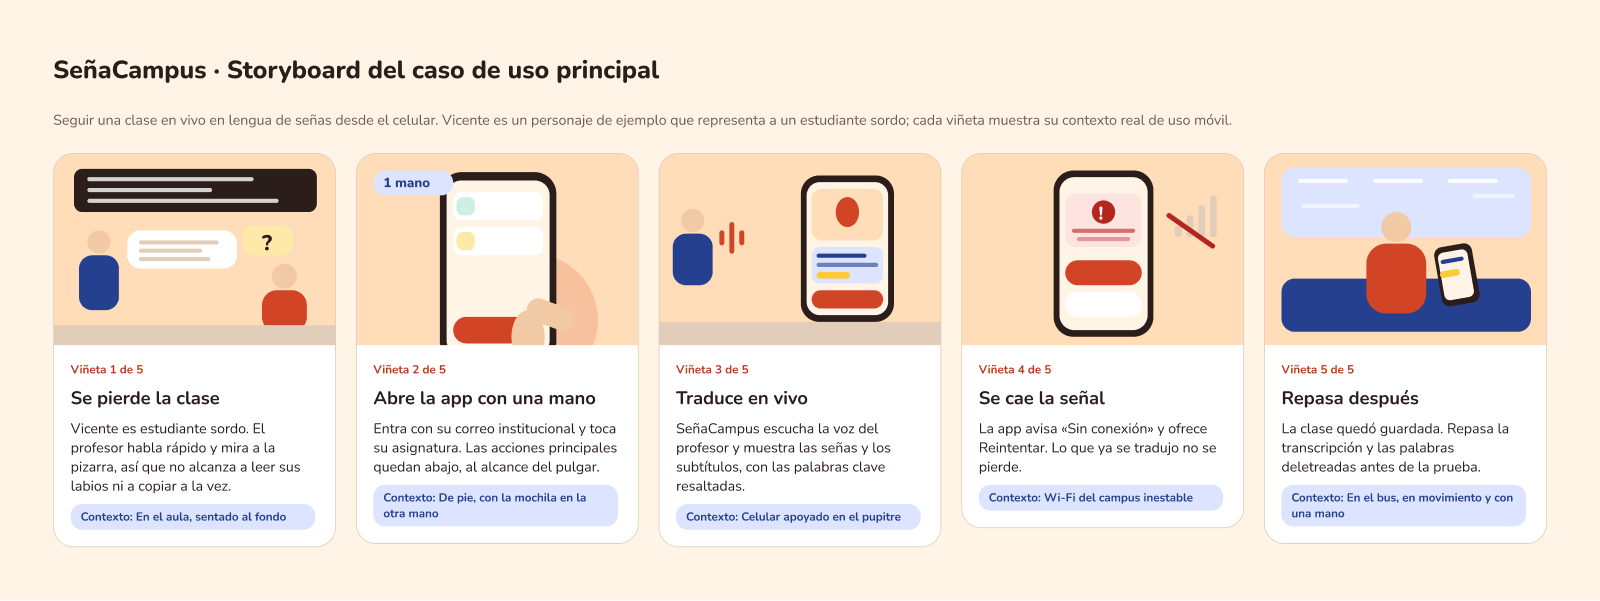 SeñaCampus · Storyboard del caso de uso principal
Seguir una clase en vivo en lengua de señas desde el celular. Vicente es un personaje de ejemplo que representa a un estudiante sordo; cada viñeta muestra su contexto real de uso móvil.
?
Viñeta 1 de 5
Se pierde la clase
Vicente es estudiante sordo. El
profesor habla rápido y mira a la
pizarra, así que no alcanza a leer sus
labios ni a copiar a la vez.
Contexto: En el aula, sentado al fondo
1 mano
Viñeta 2 de 5
Abre la app con una mano
Entra con su correo institucional y toca
su asignatura. Las acciones principales
quedan abajo, al alcance del pulgar.
Contexto: De pie, con la mochila en la
otra mano
Viñeta 3 de 5
Traduce en vivo
SeñaCampus escucha la voz del
profesor y muestra las señas y los
subtítulos, con las palabras clave
resaltadas.
Contexto: Celular apoyado en el pupitre
!
Viñeta 4 de 5
Se cae la señal
La app avisa «Sin conexión» y ofrece
Reintentar. Lo que ya se tradujo no se
pierde.
Contexto: Wi-Fi del campus inestable
Viñeta 5 de 5
Repasa después
La clase quedó guardada. Repasa la
transcripción y las palabras
deletreadas antes de la prueba.
Contexto: En el bus, en movimiento y con
una mano